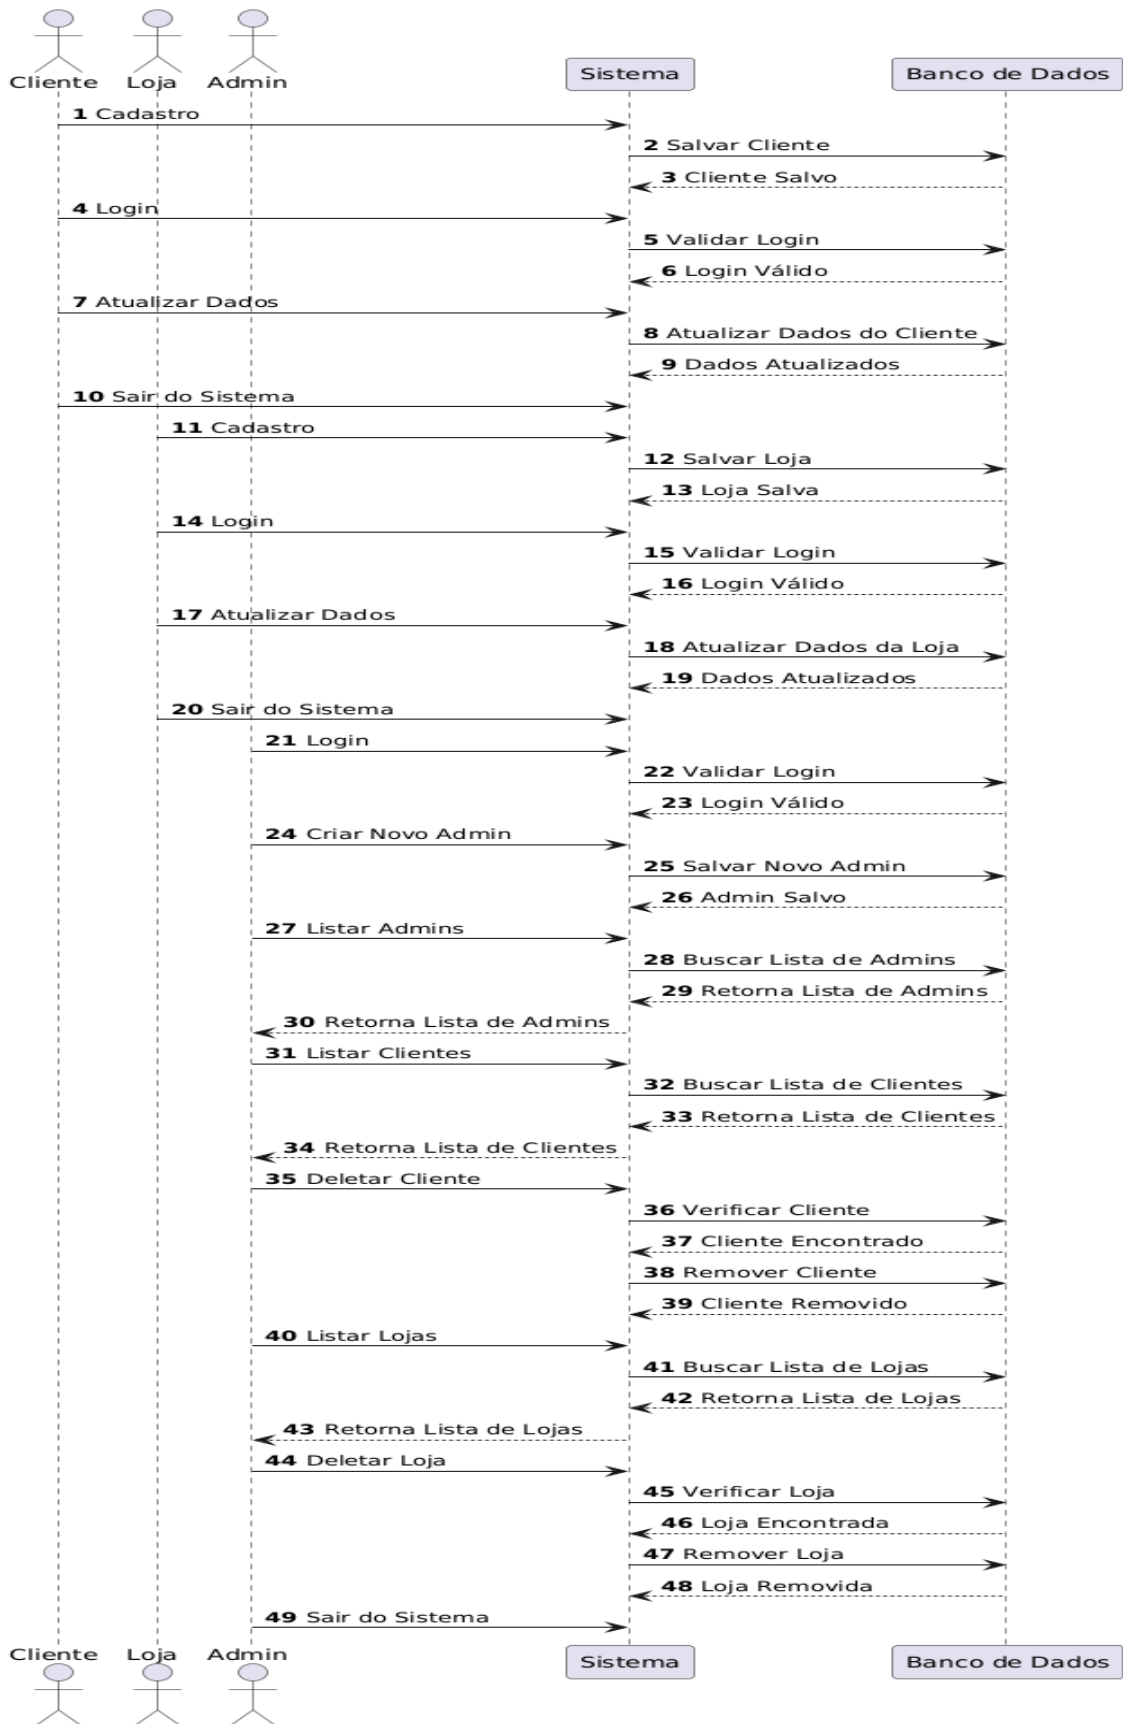 Cliente Loja Admin Sistema Banco de Dados
1 Cadastro
2 Salvar Cliente
3 Cliente Salvo
4 Login
5 Validar Login
6 Login Válido
7 Atualizar Dados
8 Atualizar Dados do Cliente
9 Dados Atualizados
10 Sair do Sistema
11 Cadastro
12 Salvar Loja
13 Loja Salva
14 Login
15 Validar Login
16 Login Válido
17 Atualizar Dados
18 Atualizar Dados da Loja
19 Dados Atualizados
20 Sair do Sistema
21 Login
22 Validar Login
23 Login Válido
24 Criar Novo Admin
25 Salvar Novo Admin
26 Admin Salvo
27 Listar Admins
28 Buscar Lista de Admins
29 Retorna Lista de Admins
30 Retorna Lista de Admins
31 Listar Clientes
32 Buscar Lista de Clientes
33 Retorna Lista de Clientes
34 Retorna Lista de Clientes
35 Deletar Cliente
36 Verificar Cliente
37 Cliente Encontrado
38 Remover Cliente
39 Cliente Removido
40 Listar Lojas
41 Buscar Lista de Lojas
42 Retorna Lista de Lojas
43 Retorna Lista de Lojas
44 Deletar Loja
45 Verificar Loja
46 Loja Encontrada
47 Remover Loja
48 Loja Removida
49 Sair do Sistema
Cliente Loja Admin Sistema Banco de Dados